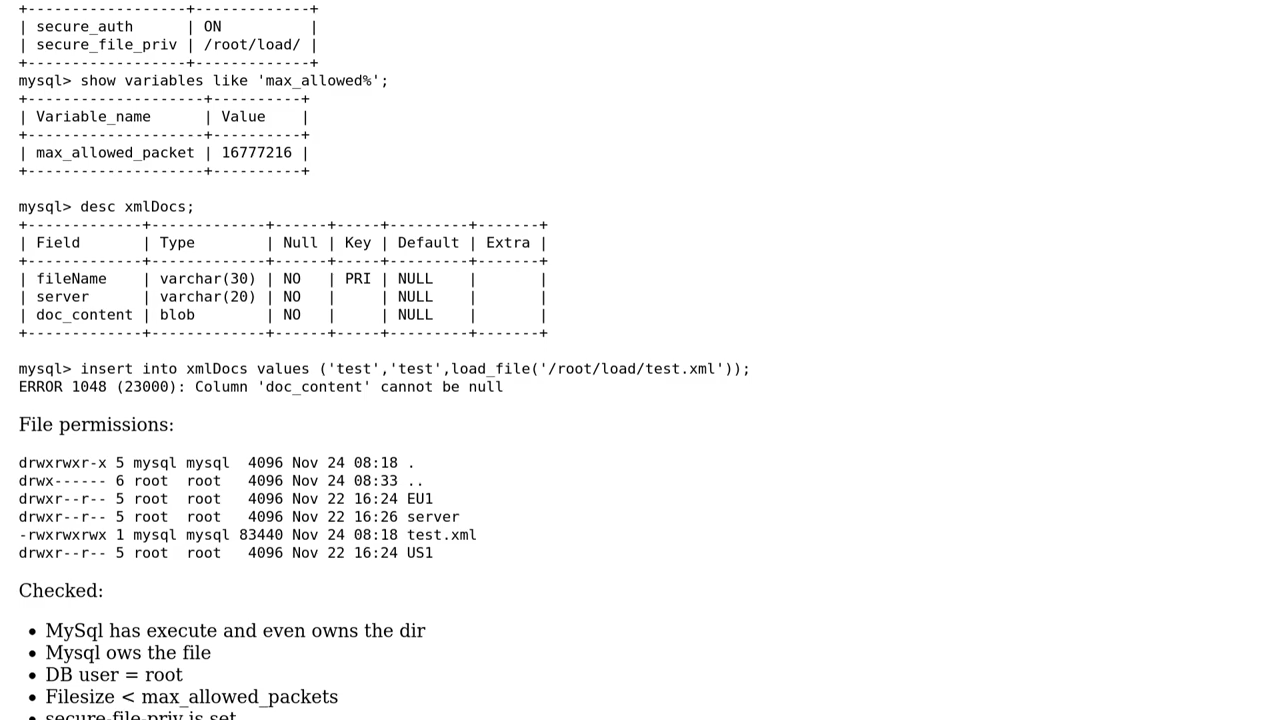 +------------------+-------------+
| secure_auth      | ON          |
| secure_file_priv | /root/load/ |
+------------------+-------------+
mysql> show variables like 'max_allowed%';
+--------------------+----------+
| Variable_name      | Value    |
+--------------------+----------+
| max_allowed_packet | 16777216 |
+--------------------+----------+
mysql> desc xmlDocs;
+-------------+-------------+------+-----+---------+-------+
| Field       | Type        | Null | Key | Default | Extra |
+-------------+-------------+------+-----+---------+-------+
| fileName    | varchar(30) | NO   | PRI | NULL    |       |
| server      | varchar(20) | NO   |     | NULL    |       |
| doc_content | blob        | NO   |     | NULL    |       |
+-------------+-------------+------+-----+---------+-------+
mysql> insert into xmlDocs values ('test','test',load_file('/root/load/test.xml'));
ERROR 1048 (23000): Column 'doc_content' cannot be null
File permissions:
drwxrwxr-x 5 mysql mysql  4096 Nov 24 08:18 .
drwx------ 6 root  root   4096 Nov 24 08:33 ..
drwxr--r-- 5 root  root   4096 Nov 22 16:24 EU1
drwxr--r-- 5 root  root   4096 Nov 22 16:26 server
-rwxrwxrwx 1 mysql mysql 83440 Nov 24 08:18 test.xml
drwxr--r-- 5 root  root   4096 Nov 22 16:24 US1
Checked:
• MySql has execute and even owns the dir
• Mysql ows the file
• DB user = root
• Filesize < max_allowed_packets
• secure-file-priv is set